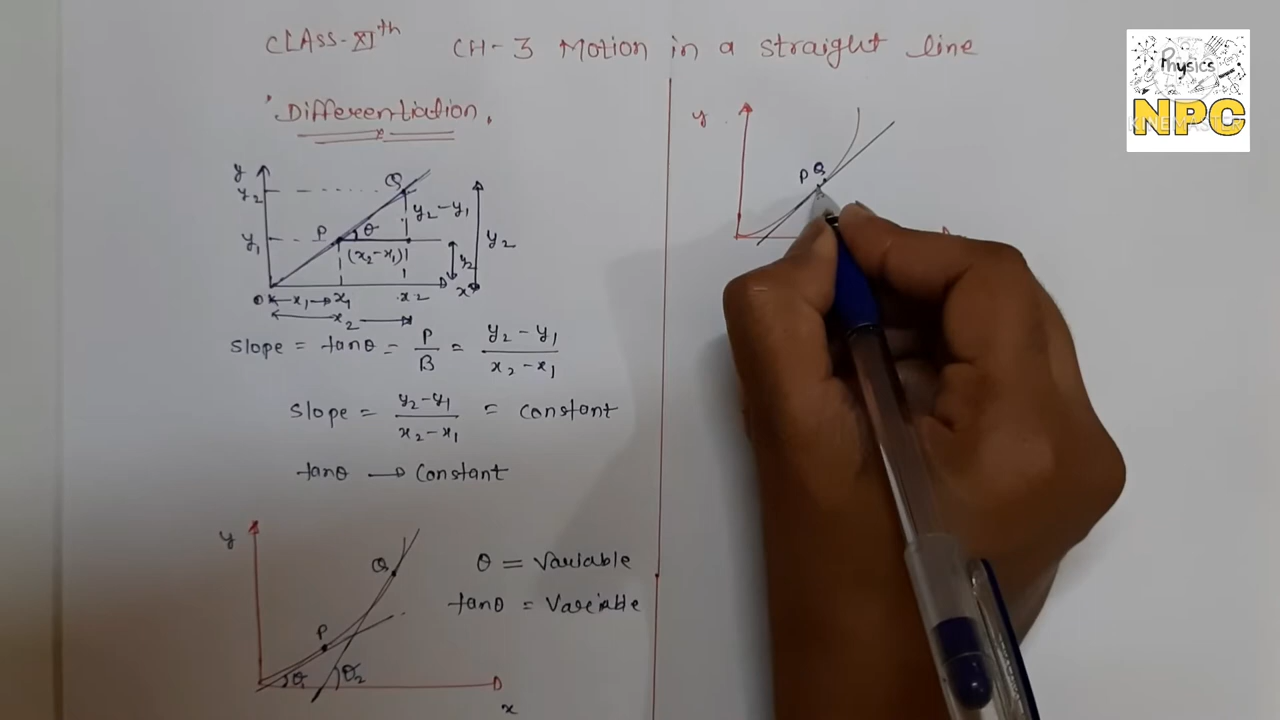 CLASS-XIth CH-3 Motion in a straight line
Differentiation.
y
y2
Q
y2-y1
P
θ
y1
(x2-x1)
y2
y2
O
x1
x1
x2
x
x2
slope = tanθ = P/B = y2-y1/x2-x1
slope = y2-y1/x2-x1 = constant
tanθ → constant
y
Q
θ = variable
tanθ = variable
P
θ1
θ2
x
y
P Q
Physics
NPC